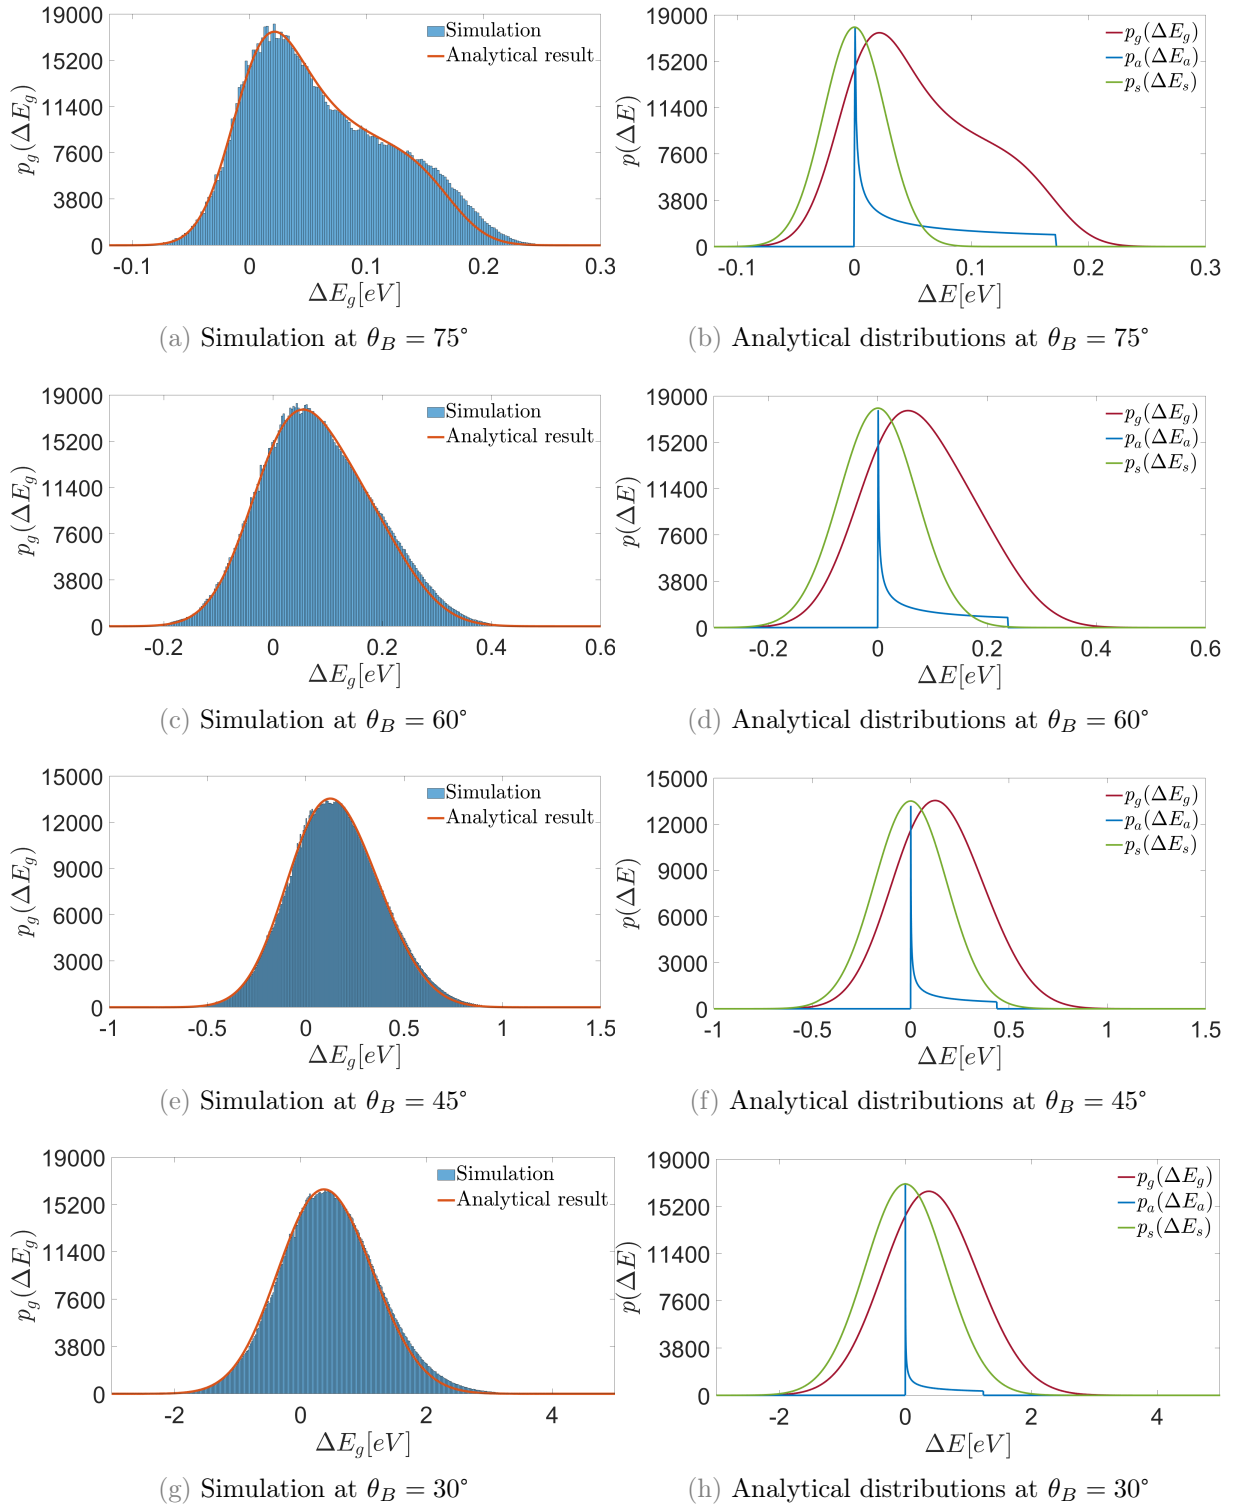 19000
15200
11400
7600
3800
0
-0.1 0 0.1 0.2 0.3
p_g(ΔE_g)
ΔE_g[eV]
Simulation
Analytical result
(a) Simulation at θ_B = 75°
19000
15200
11400
7600
3800
0
-0.1 0 0.1 0.2 0.3
p(ΔE)
ΔE[eV]
p_g(ΔE_g)
p_a(ΔE_a)
p_s(ΔE_s)
(b) Analytical distributions at θ_B = 75°
19000
15200
11400
7600
3800
0
-0.2 0 0.2 0.4 0.6
p_g(ΔE_g)
ΔE_g[eV]
Simulation
Analytical result
(c) Simulation at θ_B = 60°
19000
15200
11400
7600
3800
0
-0.2 0 0.2 0.4 0.6
p(ΔE)
ΔE[eV]
p_g(ΔE_g)
p_a(ΔE_a)
p_s(ΔE_s)
(d) Analytical distributions at θ_B = 60°
15000
12000
9000
6000
3000
0
-1 -0.5 0 0.5 1 1.5
p_g(ΔE_g)
ΔE_g[eV]
Simulation
Analytical result
(e) Simulation at θ_B = 45°
15000
12000
9000
6000
3000
0
-1 -0.5 0 0.5 1 1.5
p(ΔE)
ΔE[eV]
p_g(ΔE_g)
p_a(ΔE_a)
p_s(ΔE_s)
(f) Analytical distributions at θ_B = 45°
19000
15200
11400
7600
3800
0
-2 0 2 4
p_g(ΔE_g)
ΔE_g[eV]
Simulation
Analytical result
(g) Simulation at θ_B = 30°
19000
15200
11400
7600
3800
0
-2 0 2 4
p(ΔE)
ΔE[eV]
p_g(ΔE_g)
p_a(ΔE_a)
p_s(ΔE_s)
(h) Analytical distributions at θ_B = 30°